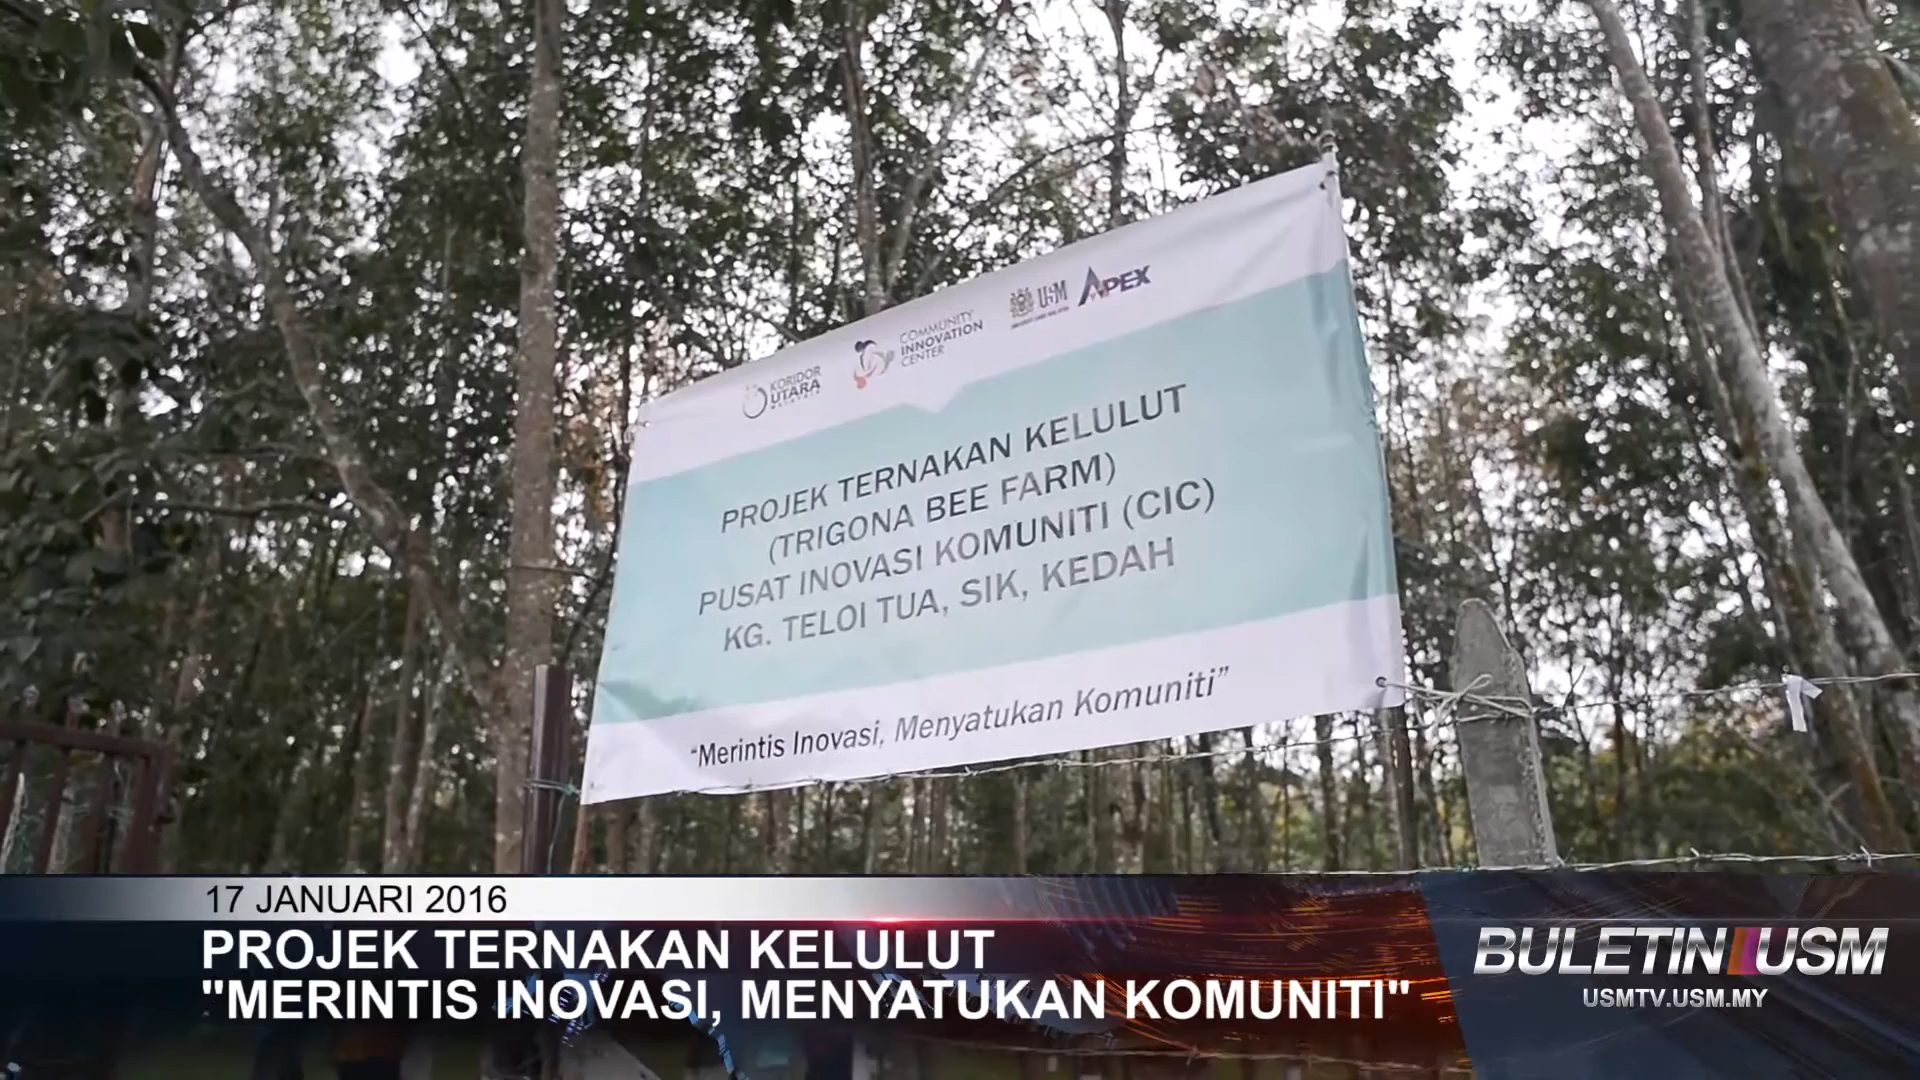 KORIDOR
UTARA
MALAYSIA
COMMUNITY
INNOVATION
CENTER
USM
APEX
PROJEK TERNAKAN KELULUT
(TRIGONA BEE FARM)
PUSAT INOVASI KOMUNITI (CIC)
KG. TELOI TUA, SIK, KEDAH
"Merintis Inovasi, Menyatukan Komuniti"
17 JANUARI 2016
PROJEK TERNAKAN KELULUT
"MERINTIS INOVASI, MENYATUKAN KOMUNITI"
BULETIN USM
USMTV.USM.MY